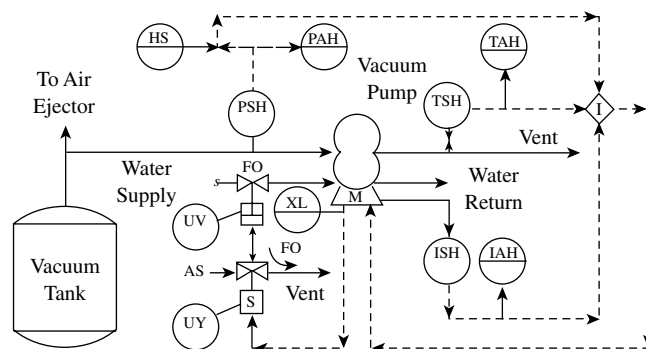 HS
PAH
TAH
To Air
Ejector
Vacuum
Pump
PSH
TSH
I
Vent
Water
Supply
FO
s
M
Water
Return
XL
UV
FO
ISH
IAH
AS
Vent
Vacuum
Tank
S
UY